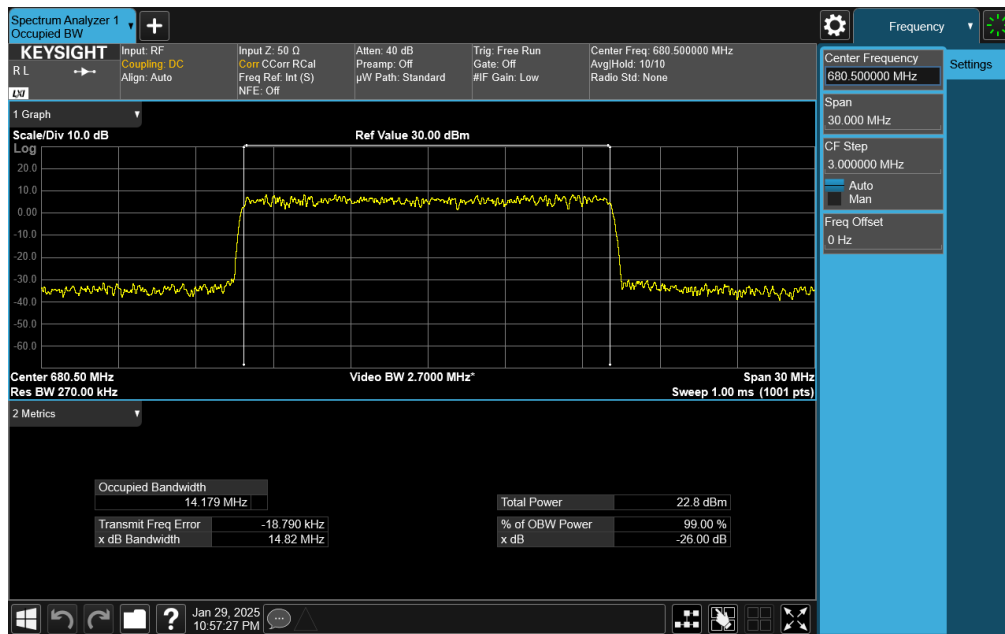 Spectrum Analyzer 1
Occupied BW
+
Frequency
KEYSIGHT
R L
LXI
Input: RF
Coupling: DC
Align: Auto
Input Z: 50 Ω
Corr CCorr RCal
Freq Ref: Int (S)
NFE: Off
Atten: 40 dB
Preamp: Off
µW Path: Standard
Trig: Free Run
Gate: Off
#IF Gain: Low
Center Freq: 680.500000 MHz
Avg|Hold: 10/10
Radio Std: None
Center Frequency
680.500000 MHz
Settings
Span
30.000 MHz
CF Step
3.000000 MHz
Auto
Man
Freq Offset
0 Hz
1 Graph
Scale/Div 10.0 dB
Ref Value 30.00 dBm
Log
20.0
10.0
0.00
-10.0
-20.0
-30.0
-40.0
-50.0
-60.0
Center 680.50 MHz
Video BW 2.7000 MHz*
Span 30 MHz
Res BW 270.00 kHz
Sweep 1.00 ms (1001 pts)
2 Metrics
Occupied Bandwidth
14.179 MHz
Total Power 22.8 dBm
Transmit Freq Error -18.790 kHz
% of OBW Power 99.00 %
x dB Bandwidth 14.82 MHz
x dB -26.00 dB
?
Jan 29, 2025
10:57:27 PM